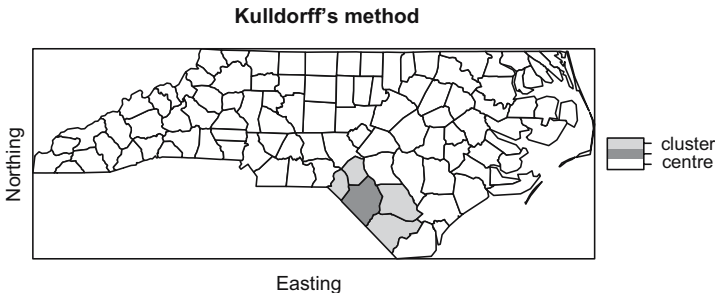 Kulldorff's method
Northing
cluster
centre
Easting